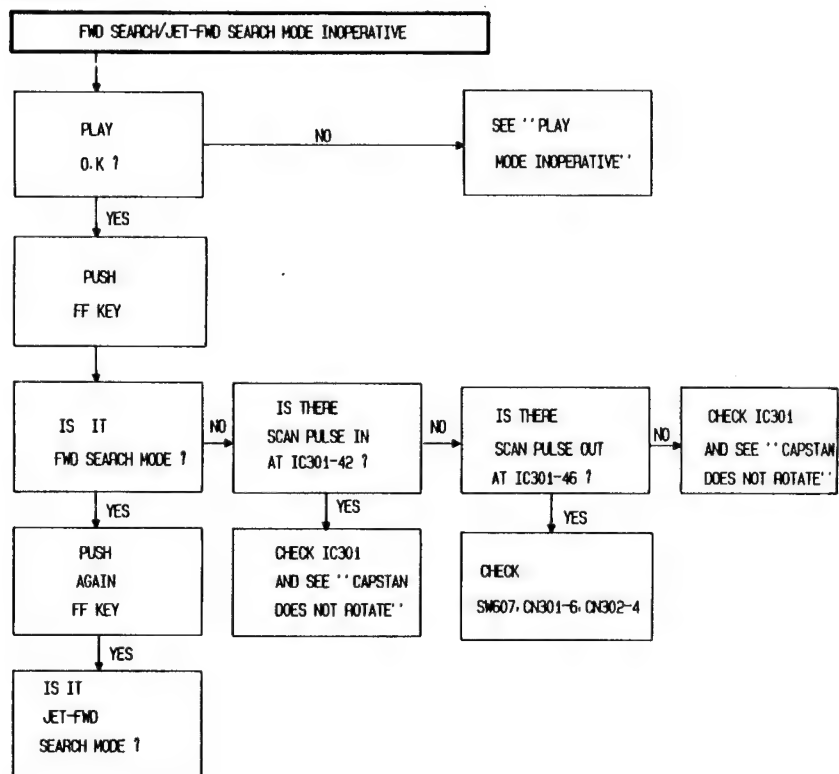 FWD SEARCH/JET-FWD SEARCH MODE INOPERATIVE
PLAY
O.K ?
NO
SEE ''PLAY
MODE INOPERATIVE''
YES
PUSH
FF KEY
IS IT
FWD SEARCH MODE ?
NO
IS THERE
SCAN PULSE IN
AT IC301-42 ?
NO
IS THERE
SCAN PULSE OUT
AT IC301-46 ?
NO
CHECK IC301
AND SEE ''CAPSTAN
DOES NOT ROTATE''
YES
PUSH
AGAIN
FF KEY
YES
CHECK IC301
AND SEE ''CAPSTAN
DOES NOT ROTATE''
YES
CHECK
SW607, CN301-6, CN302-4
YES
IS IT
JET-FWD
SEARCH MODE ?